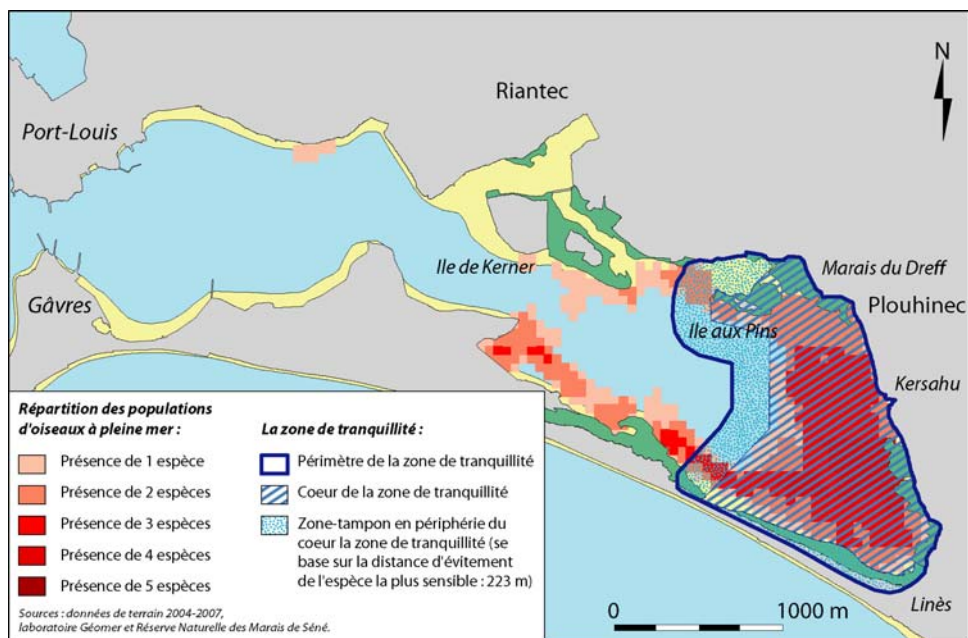 N
Riantec
Port-Louis
Ile de Kerner
Marais du Dreff
Gâvres
Plouhinec
Ile aux Pins
Kersahu
Répartition des populations
d'oiseaux à pleine mer :
Présence de 1 espèce
Présence de 2 espèces
Présence de 3 espèces
Présence de 4 espèces
Présence de 5 espèces
La zone de tranquillité :
Périmètre de la zone de tranquillité
Coeur de la zone de tranquillité
Zone-tampon en périphérie du
coeur la zone de tranquillité (se
base sur la distance d'évitement
de l'espèce la plus sensible : 223 m)
Sources : données de terrain 2004-2007,
laboratoire Géomer et Réserve Naturelle des Marais de Séné.
0 1000 m
Linès